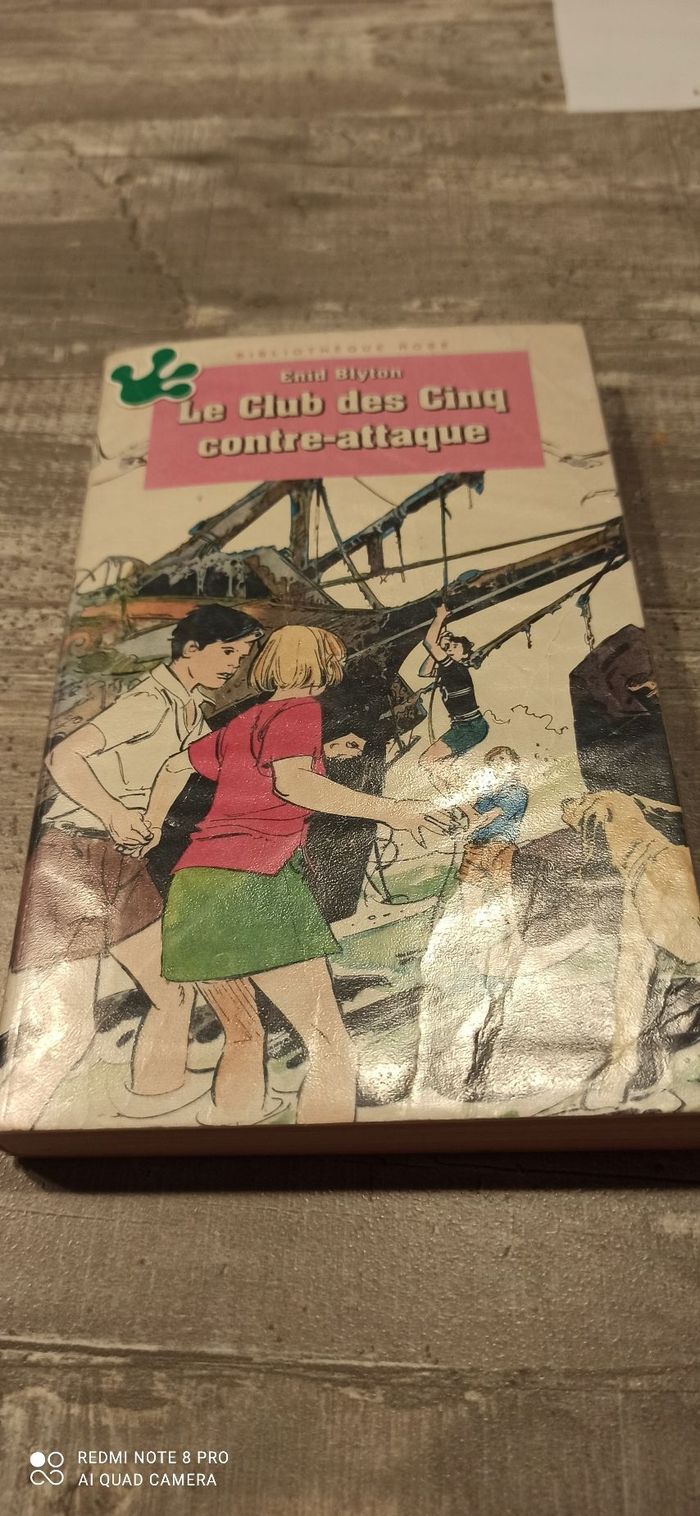 BIBLIOTHÈQUE ROSE
Enid Blyton
Le Club des Cinq
contre-attaque
REDMI NOTE 8 PRO
AI QUAD CAMERA